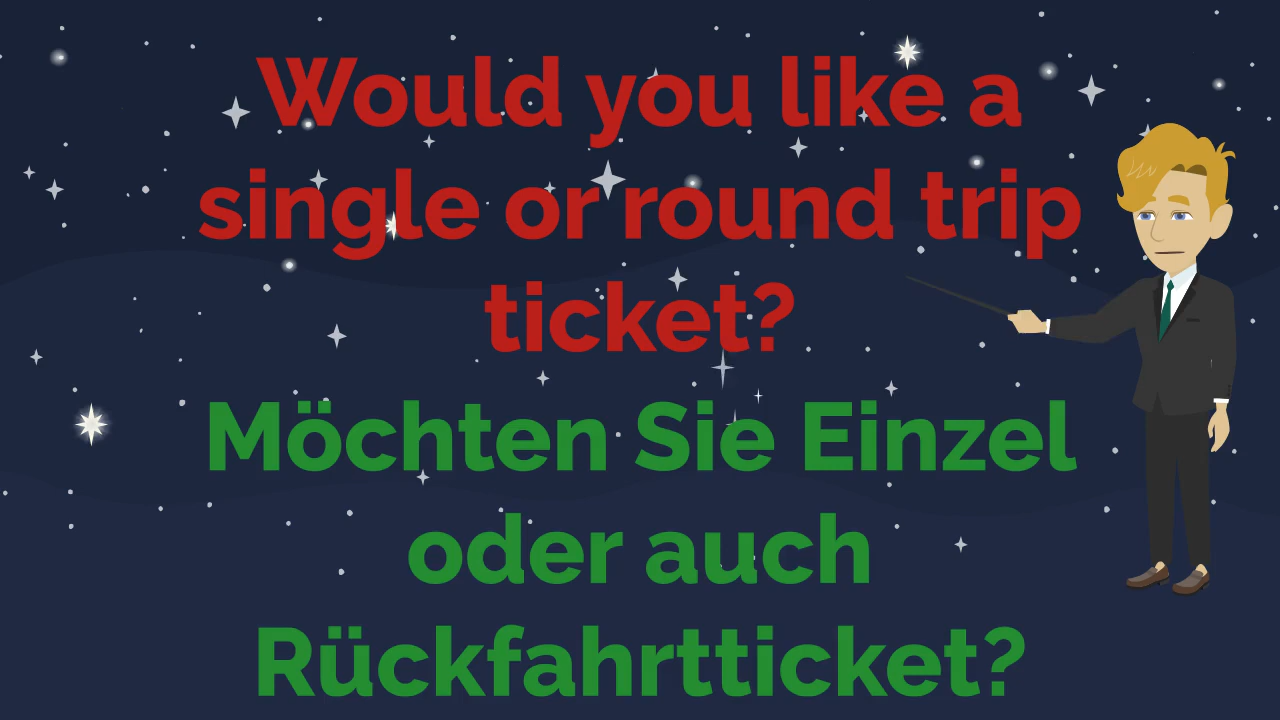 Would you like a
single or round trip
ticket?
Möchten Sie Einzel
oder auch
Rückfahrtticket?